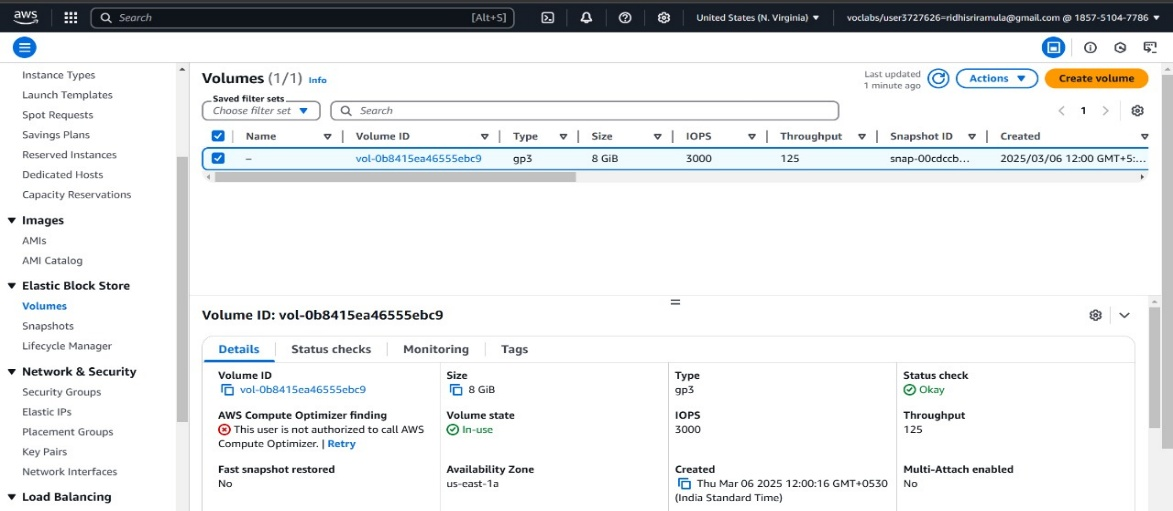 aws
Search [Alt+S] United States (N. Virginia) voclabs/user3727626=ridhisriramula@gmail.com @ 1857-5104-7786
Instance Types
Launch Templates
Spot Requests
Savings Plans
Reserved Instances
Dedicated Hosts
Capacity Reservations
Images
AMIs
AMI Catalog
Elastic Block Store
Volumes
Snapshots
Lifecycle Manager
Network & Security
Security Groups
Elastic IPs
Placement Groups
Key Pairs
Network Interfaces
Load Balancing
Volumes (1/1) Info
Last updated
1 minute ago
Actions
Create volume
Saved filter sets
Choose filter set
Search
1
Name Volume ID Type Size IOPS Throughput Snapshot ID Created
– vol-0b8415ea46555ebc9 gp3 8 GiB 3000 125 snap-00cdccb... 2025/03/06 12:00 GMT+5:...
Volume ID: vol-0b8415ea46555ebc9
Details Status checks Monitoring Tags
Volume ID
vol-0b8415ea46555ebc9
Size
8 GiB
Type
gp3
Status check
Okay
AWS Compute Optimizer finding
This user is not authorized to call AWS
Compute Optimizer. | Retry
Volume state
In-use
IOPS
3000
Throughput
125
Fast snapshot restored
No
Availability Zone
us-east-1a
Created
Thu Mar 06 2025 12:00:16 GMT+0530
(India Standard Time)
Multi-Attach enabled
No